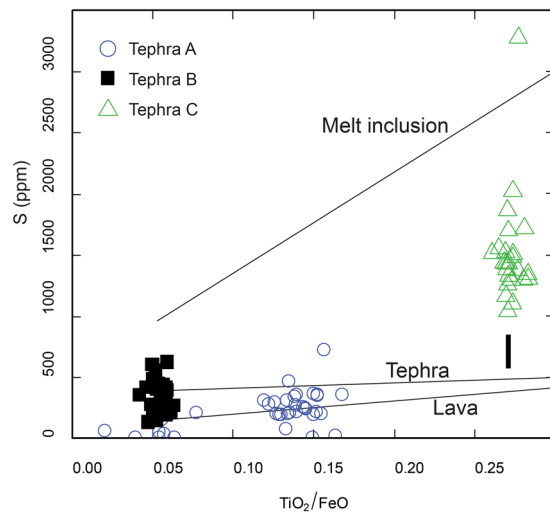 3000
2500
2000
1500
1000
500
0
S (ppm)
Tephra A
Tephra B
Tephra C
Melt inclusion
Tephra
Lava
0.00 0.05 0.10 0.15 0.20 0.25
TiO₂/FeO